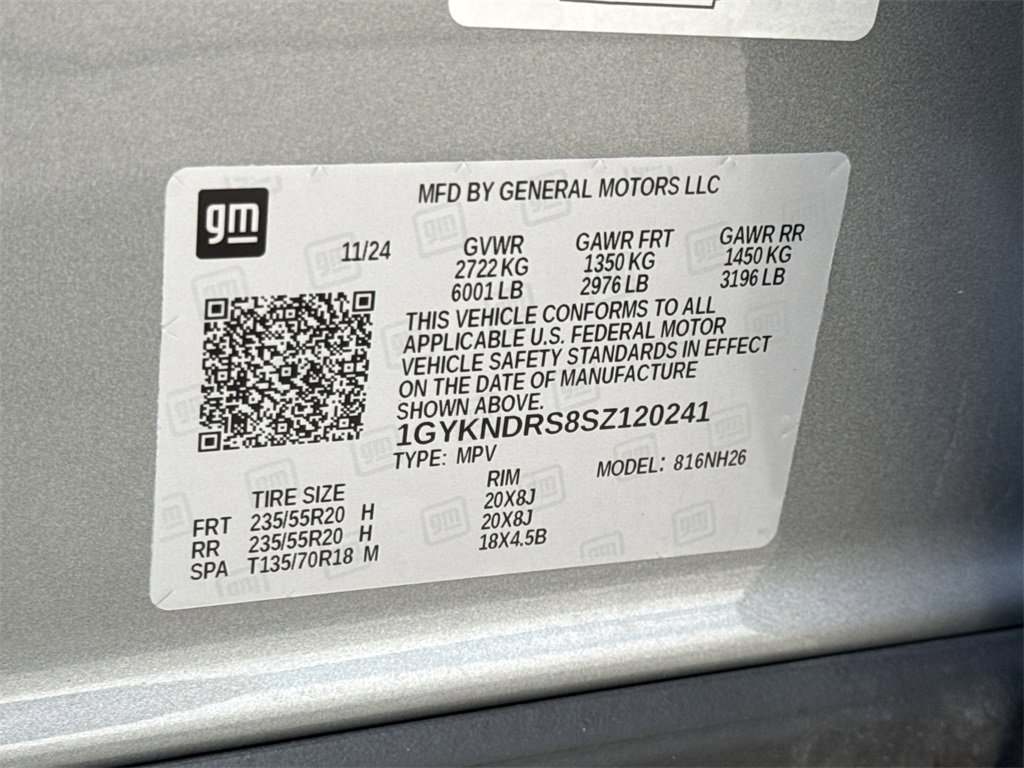 gm
MFD BY GENERAL MOTORS LLC
11/24 GVWR GAWR FRT GAWR RR
2722 KG 1350 KG 1450 KG
6001 LB 2976 LB 3196 LB
THIS VEHICLE CONFORMS TO ALL
APPLICABLE U.S. FEDERAL MOTOR
VEHICLE SAFETY STANDARDS IN EFFECT
ON THE DATE OF MANUFACTURE
SHOWN ABOVE.
1GYKNDRS8SZ120241
TYPE: MPV MODEL: 816NH26
TIRE SIZE RIM
FRT 235/55R20 H 20X8J
RR 235/55R20 H 20X8J
SPA T135/70R18 M 18X4.5B